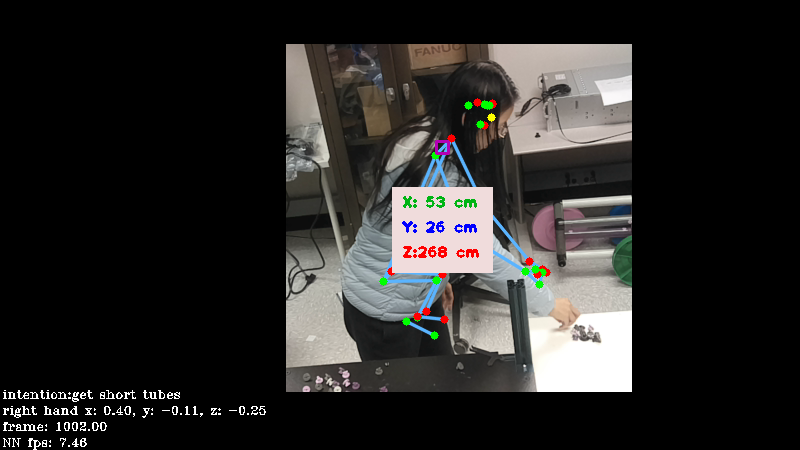 FANUC
X: 53 cm
Y: 26 cm
Z:268 cm
intention:get short tubes
right hand x: 0.40, y: -0.11, z: -0.25
frame: 1002.00
NN fps: 7.46